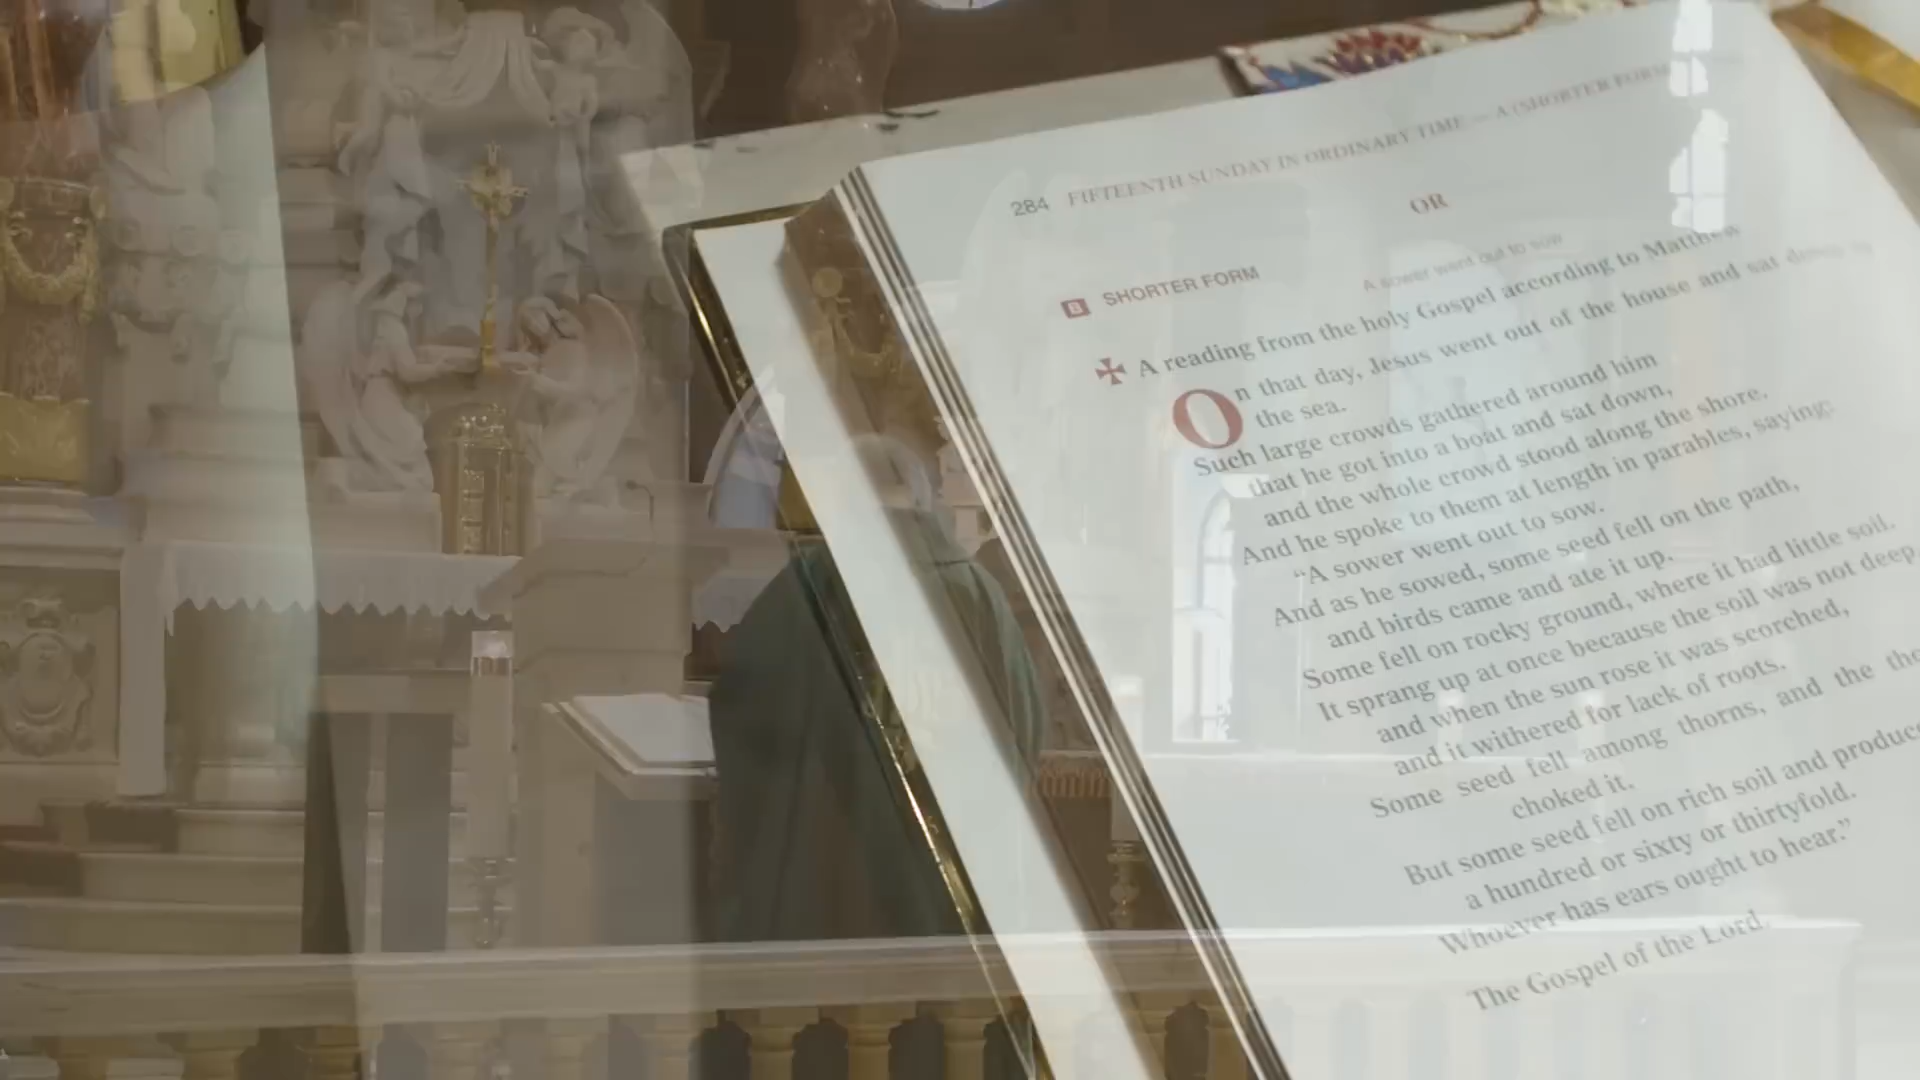 284 FIFTEENTH SUNDAY IN ORDINARY TIME — A (SHORTER FORM
OR
B SHORTER FORM
A sower went out to sow.
A reading from the holy Gospel according to Matthew
On that day, Jesus went out of the house and sat down by
the sea.
Such large crowds gathered around him
that he got into a boat and sat down,
and the whole crowd stood along the shore.
And he spoke to them at length in parables, saying:
“A sower went out to sow.
And as he sowed, some seed fell on the path,
and birds came and ate it up.
Some fell on rocky ground, where it had little soil.
It sprang up at once because the soil was not deep,
and when the sun rose it was scorched,
and it withered for lack of roots.
Some seed fell among thorns, and the
choked it.
But some seed fell on rich soil and produced
a hundred or sixty or thirtyfold.
Whoever has ears ought to hear.”
The Gospel of the Lord.